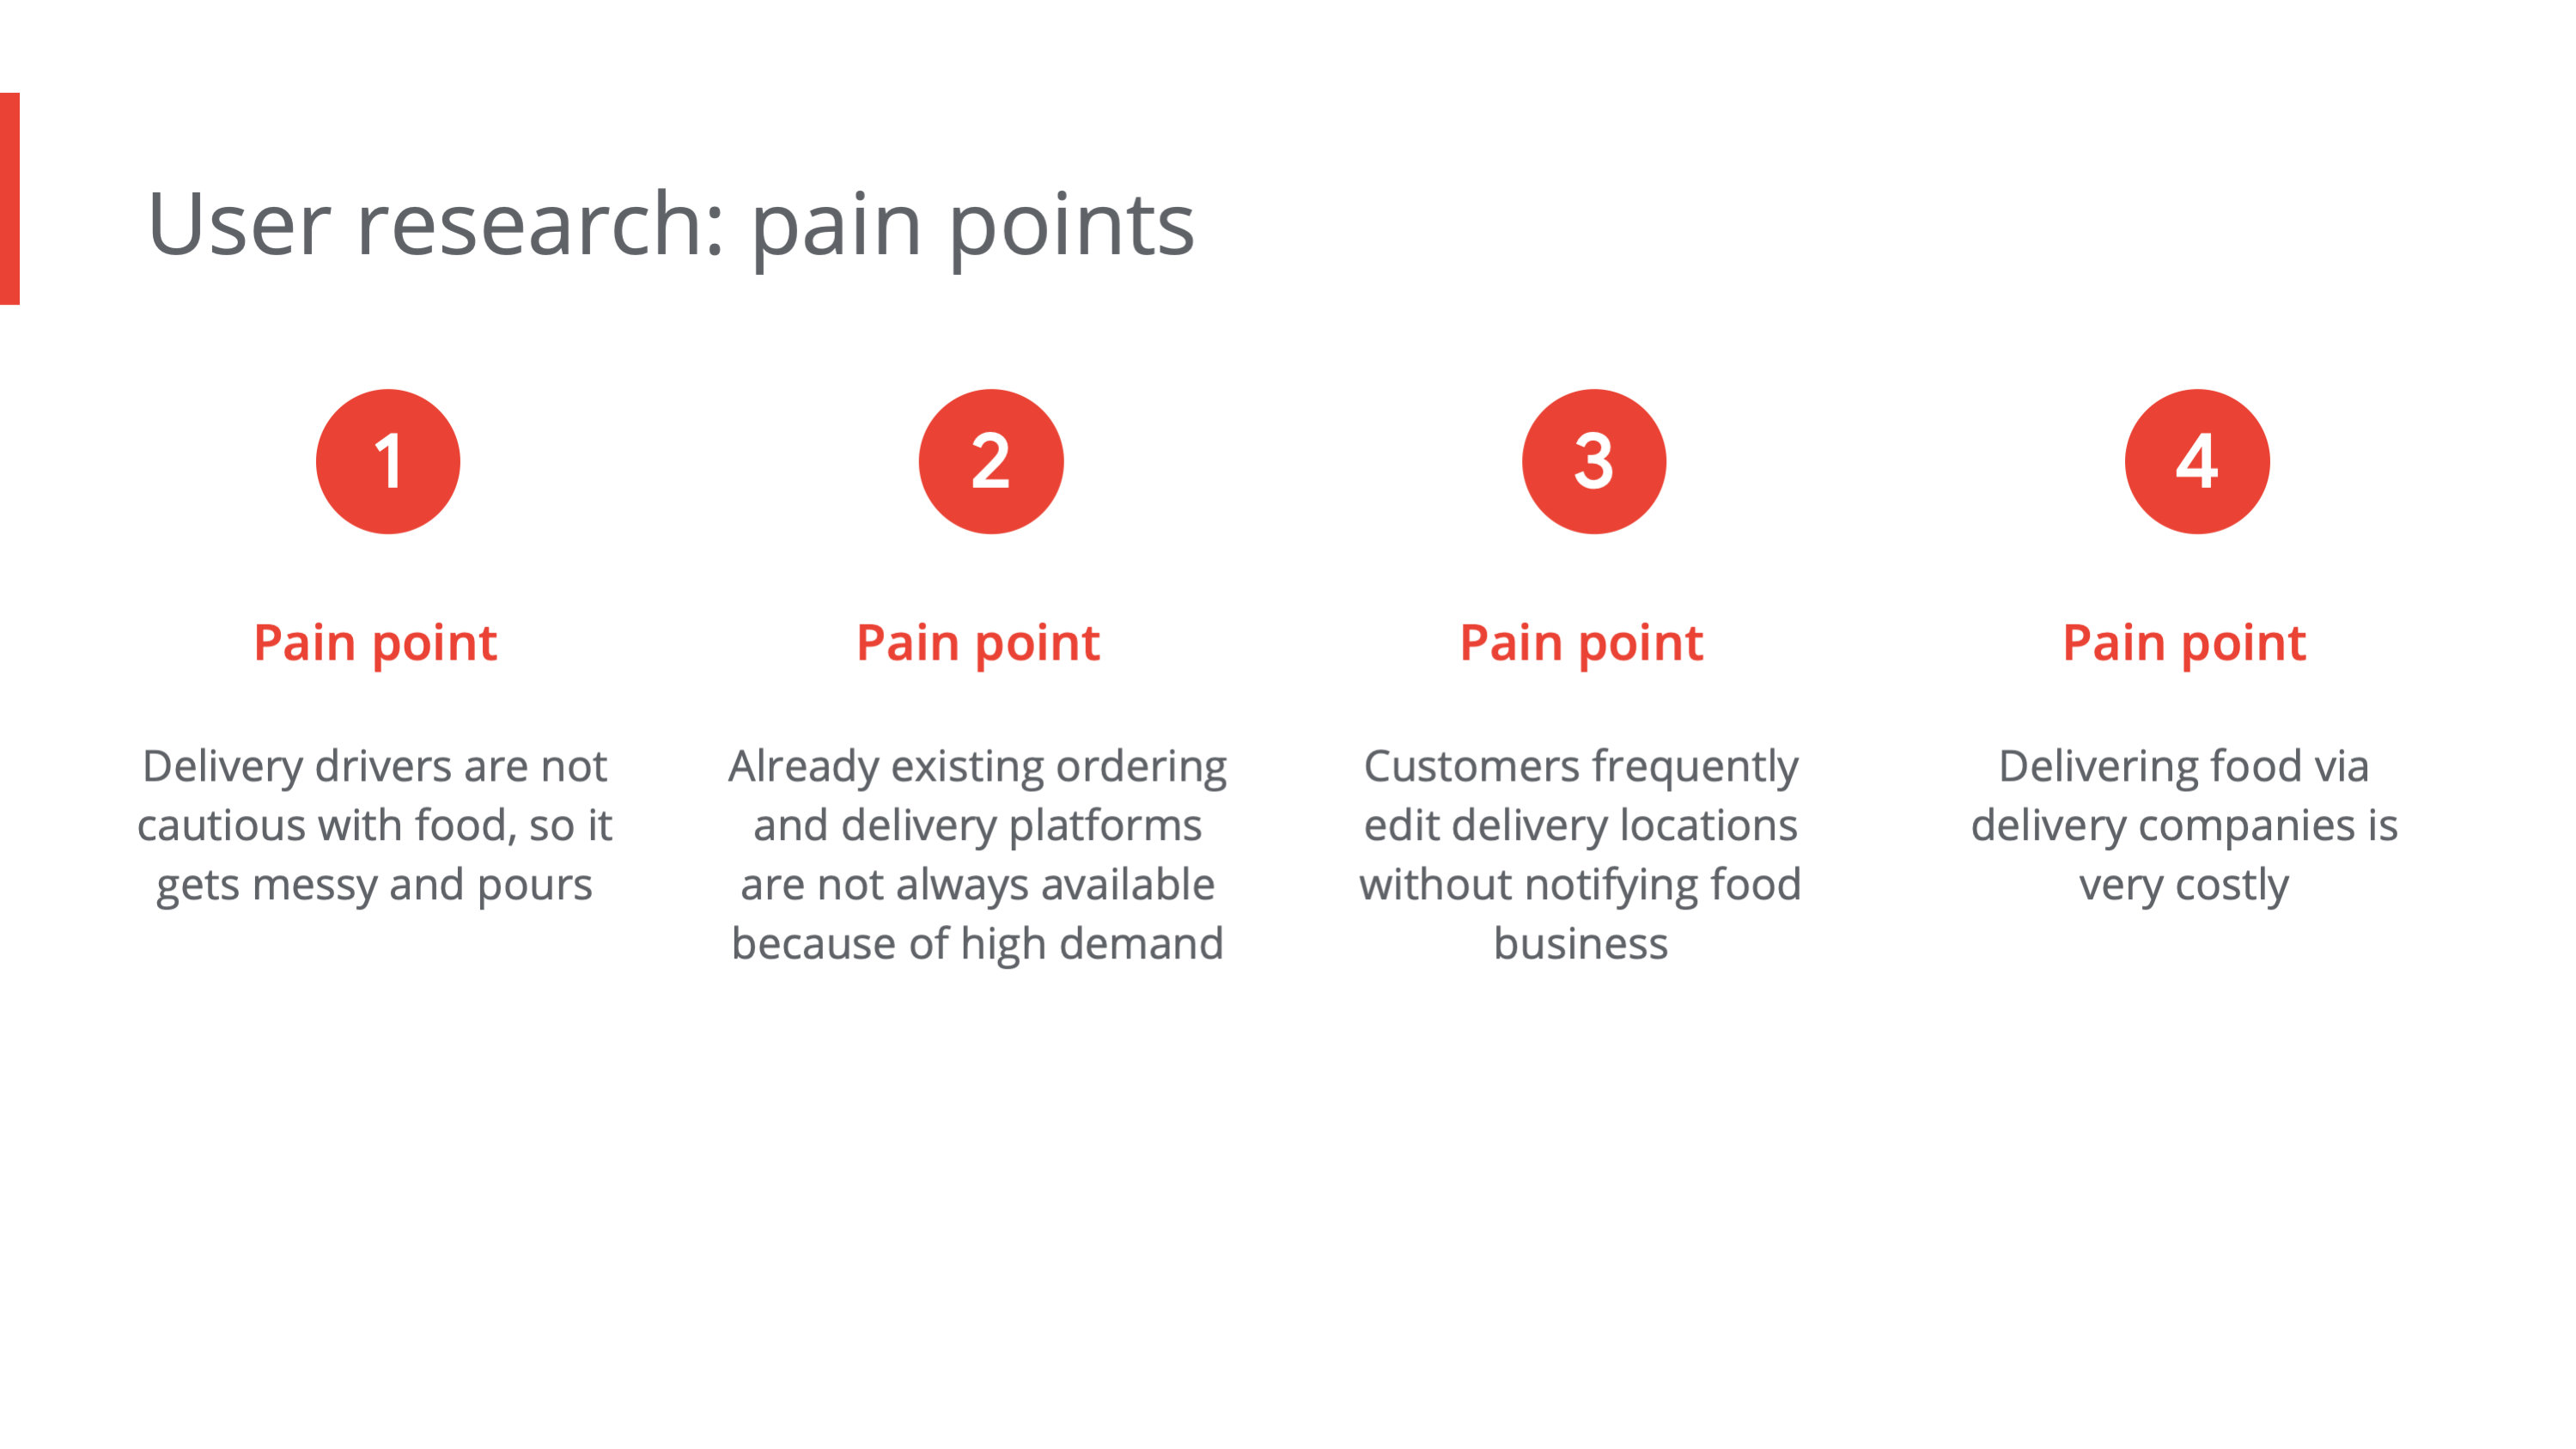 User research: pain points
1
Pain point
Delivery drivers are not
cautious with food, so it
gets messy and pours
2
Pain point
Already existing ordering
and delivery platforms
are not always available
because of high demand
3
Pain point
Customers frequently
edit delivery locations
without notifying food
business
4
Pain point
Delivering food via
delivery companies is
very costly